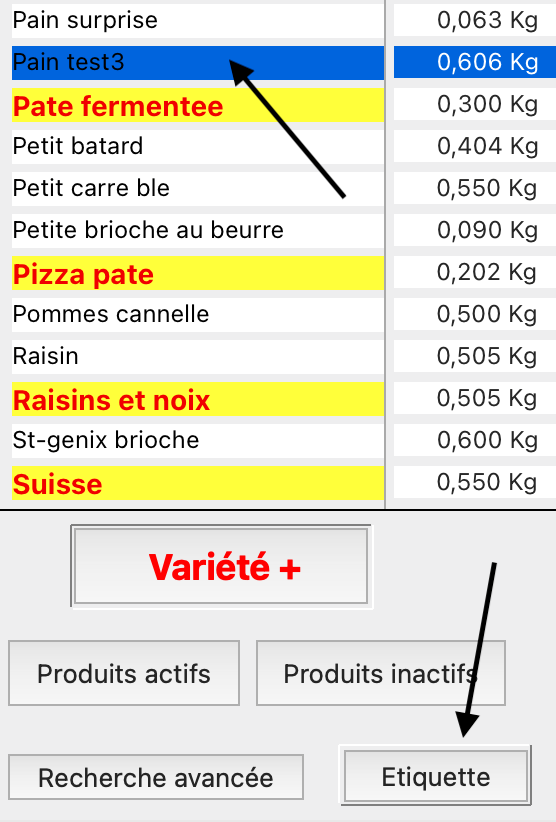 Pain surprise 0,063 Kg
Pain test3 0,606 Kg
Pate fermentee 0,300 Kg
Petit batard 0,404 Kg
Petit carre ble 0,550 Kg
Petite brioche au beurre 0,090 Kg
Pizza pate 0,202 Kg
Pommes cannelle 0,500 Kg
Raisin 0,505 Kg
Raisins et noix 0,505 Kg
St-genix brioche 0,600 Kg
Suisse 0,550 Kg
Variété +
Produits actifs Produits inactifs
Recherche avancée Etiquette